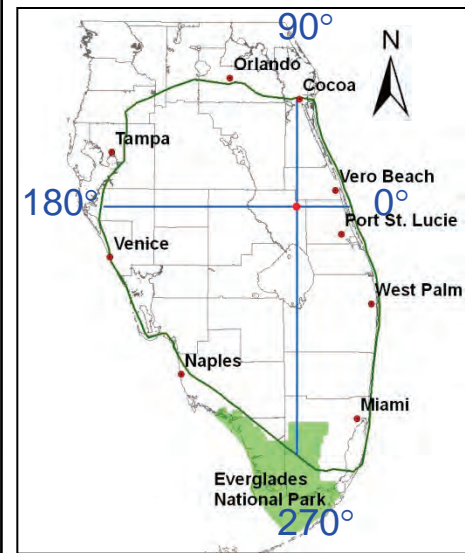 90°
N
Orlando
Cocoa
Tampa
Vero Beach
180°
0°
Port St. Lucie
Venice
West Palm
Naples
Miami
Everglades
National Park
270°